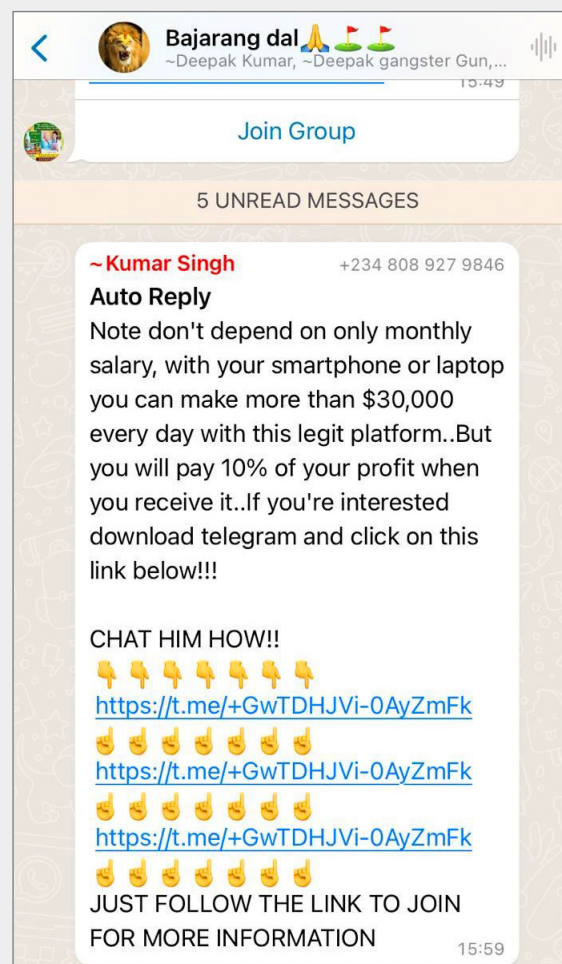 Bajarang dal🙏⛳⛳
~Deepak Kumar, ~Deepak gangster Gun,...
15:49
Join Group
5 UNREAD MESSAGES
~Kumar Singh +234 808 927 9846
Auto Reply
Note don't depend on only monthly
salary, with your smartphone or laptop
you can make more than $30,000
every day with this legit platform..But
you will pay 10% of your profit when
you receive it..If you're interested
download telegram and click on this
link below!!!
CHAT HIM HOW!!
👇👇👇👇👇👇👇
https://t.me/+GwTDHJVi-0AyZmFk
☝☝☝☝☝☝☝
https://t.me/+GwTDHJVi-0AyZmFk
☝☝☝☝☝☝☝
https://t.me/+GwTDHJVi-0AyZmFk
☝☝☝☝☝☝☝
JUST FOLLOW THE LINK TO JOIN
FOR MORE INFORMATION
15:59